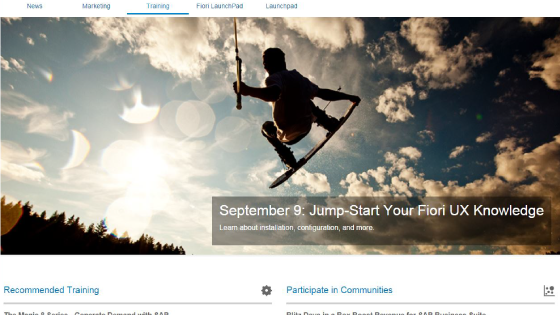 News Marketing Training Fiori LaunchPad Launchpad
September 9: Jump-Start Your Fiori UX Knowledge
Learn about installation, configuration, and more.
Recommended Training Participate in Communities
The Magic 8 Series - Generate Demand with SAP
Blitz Days in a Box Boost Revenue for SAP Business Suite